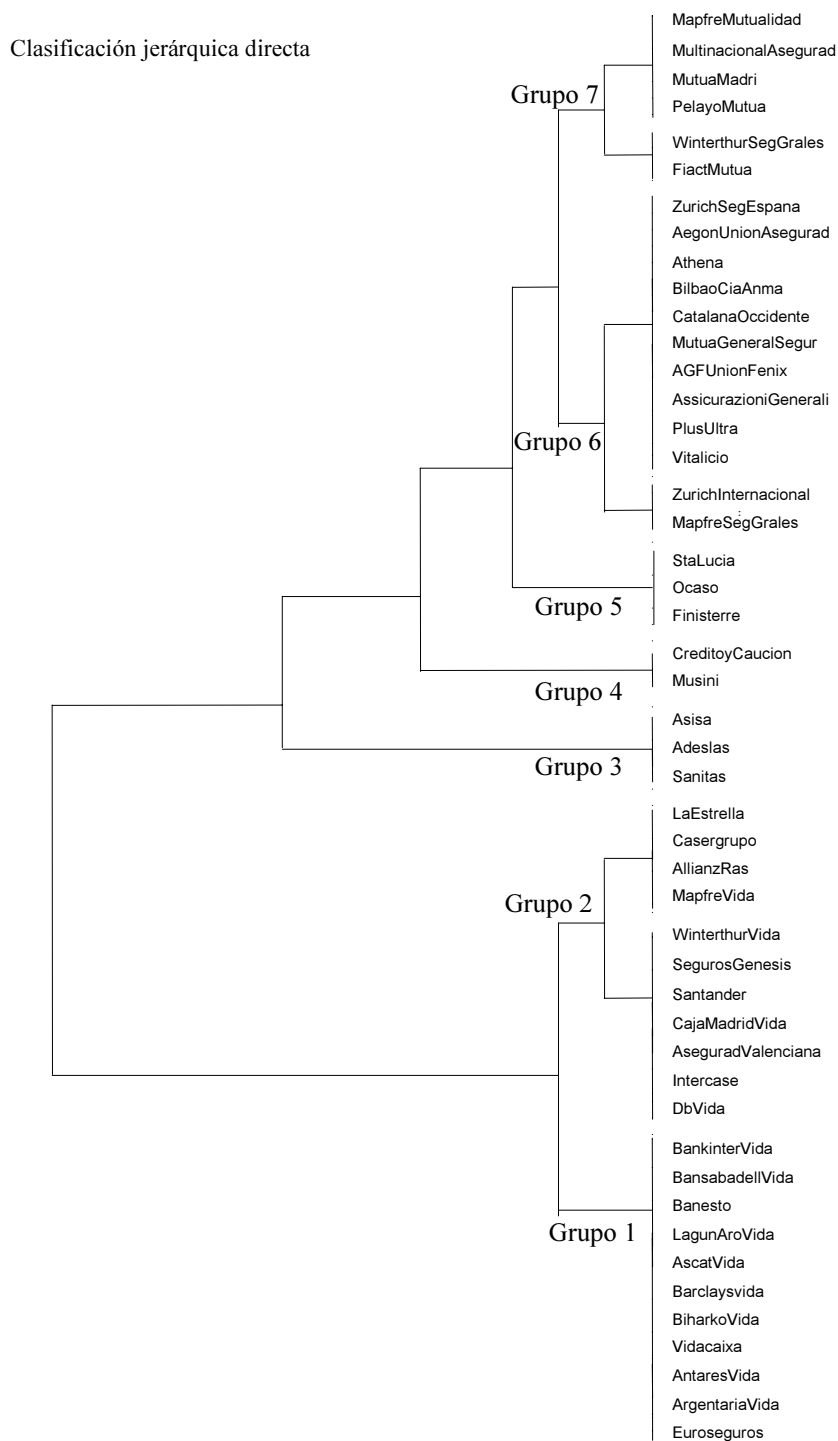 MapfreMutualidad
Clasificación jerárquica directa
MultinacionalAsegurad
MutuaMadri
Grupo 7
PelayoMutua
WinterthurSegGrales
FiactMutua
ZurichSegEspana
AegonUnionAsegurad
Athena
BilbaoCiaAnma
CatalanaOccidente
MutuaGeneralSegur
AGFUnionFenix
AssicurazioniGenerali
PlusUltra
Grupo 6
Vitalicio
ZurichInternacional
MapfreSegGrales
StaLucia
Ocaso
Grupo 5
Finisterre
CreditoyCaucion
Musini
Grupo 4
Asisa
Adeslas
Grupo 3
Sanitas
LaEstrella
Casergrupo
AllianzRas
MapfreVida
Grupo 2
WinterthurVida
SegurosGenesis
Santander
CajaMadridVida
AseguradValenciana
Intercase
DbVida
BankinterVida
BansabadellVida
Banesto
Grupo 1
LagunAroVida
AscatVida
Barclaysvida
BiharkoVida
Vidacaixa
AntaresVida
ArgentariaVida
Euroseguros